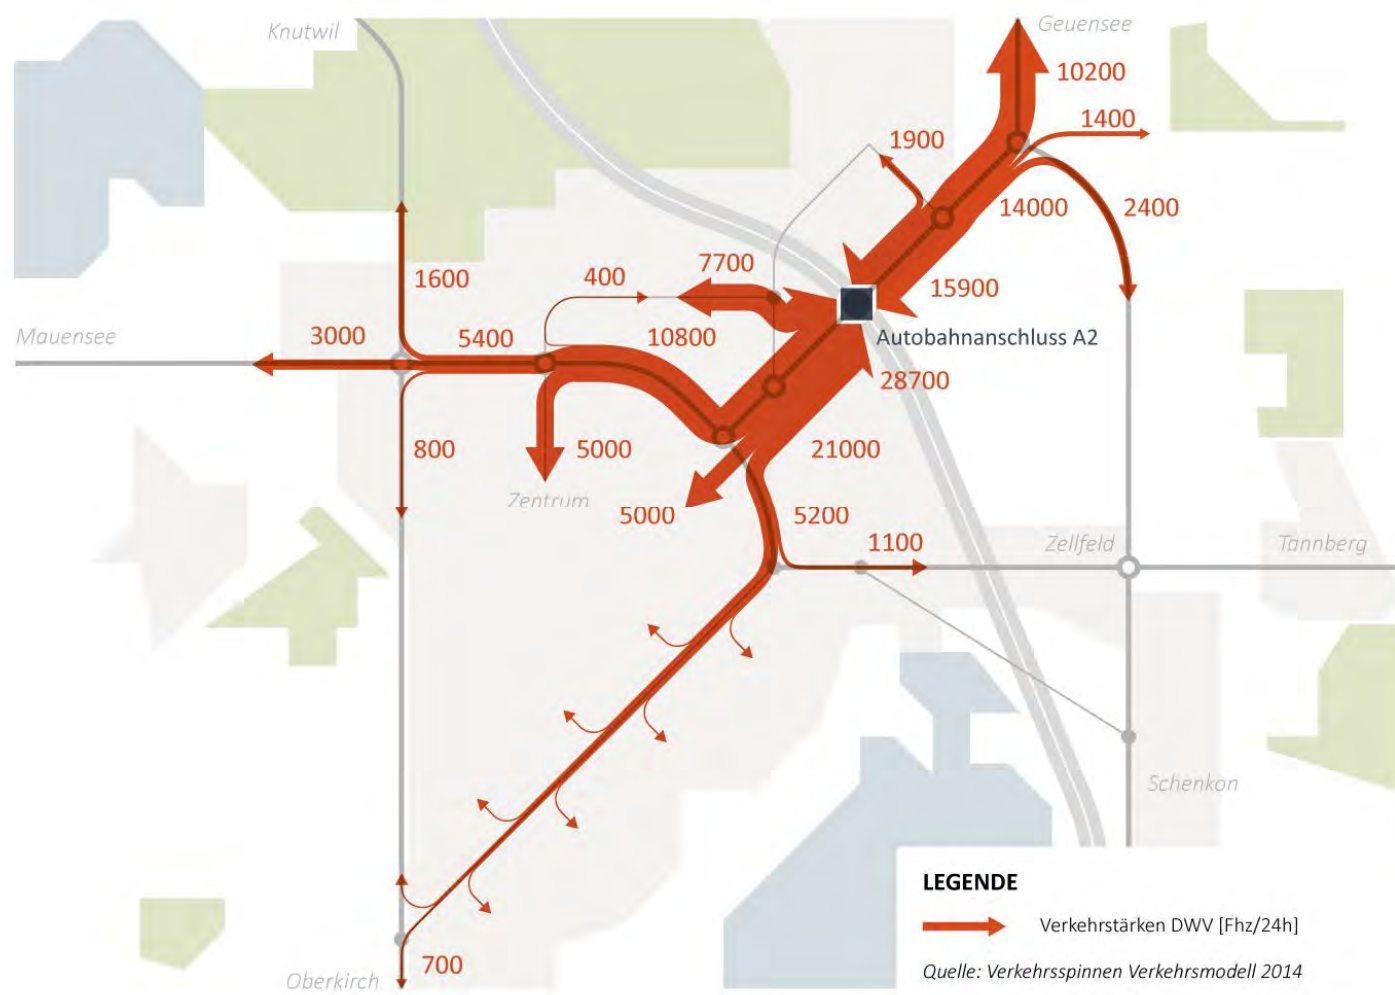 Knutwil
Geuensee
10200
1400
1900
14000
2400
7700
400
1600
15900
Mauensee
3000
5400
10800
Autobahnanschluss A2
28700
800
5000
21000
Zentrum
5000
5200
1100
Zellfeld
Tannberg
Schenkon
LEGENDE
Verkehrstärken DWV [Fhz/24h]
Quelle: Verkehrsspinnen Verkehrsmodell 2014
700
Oberkirch